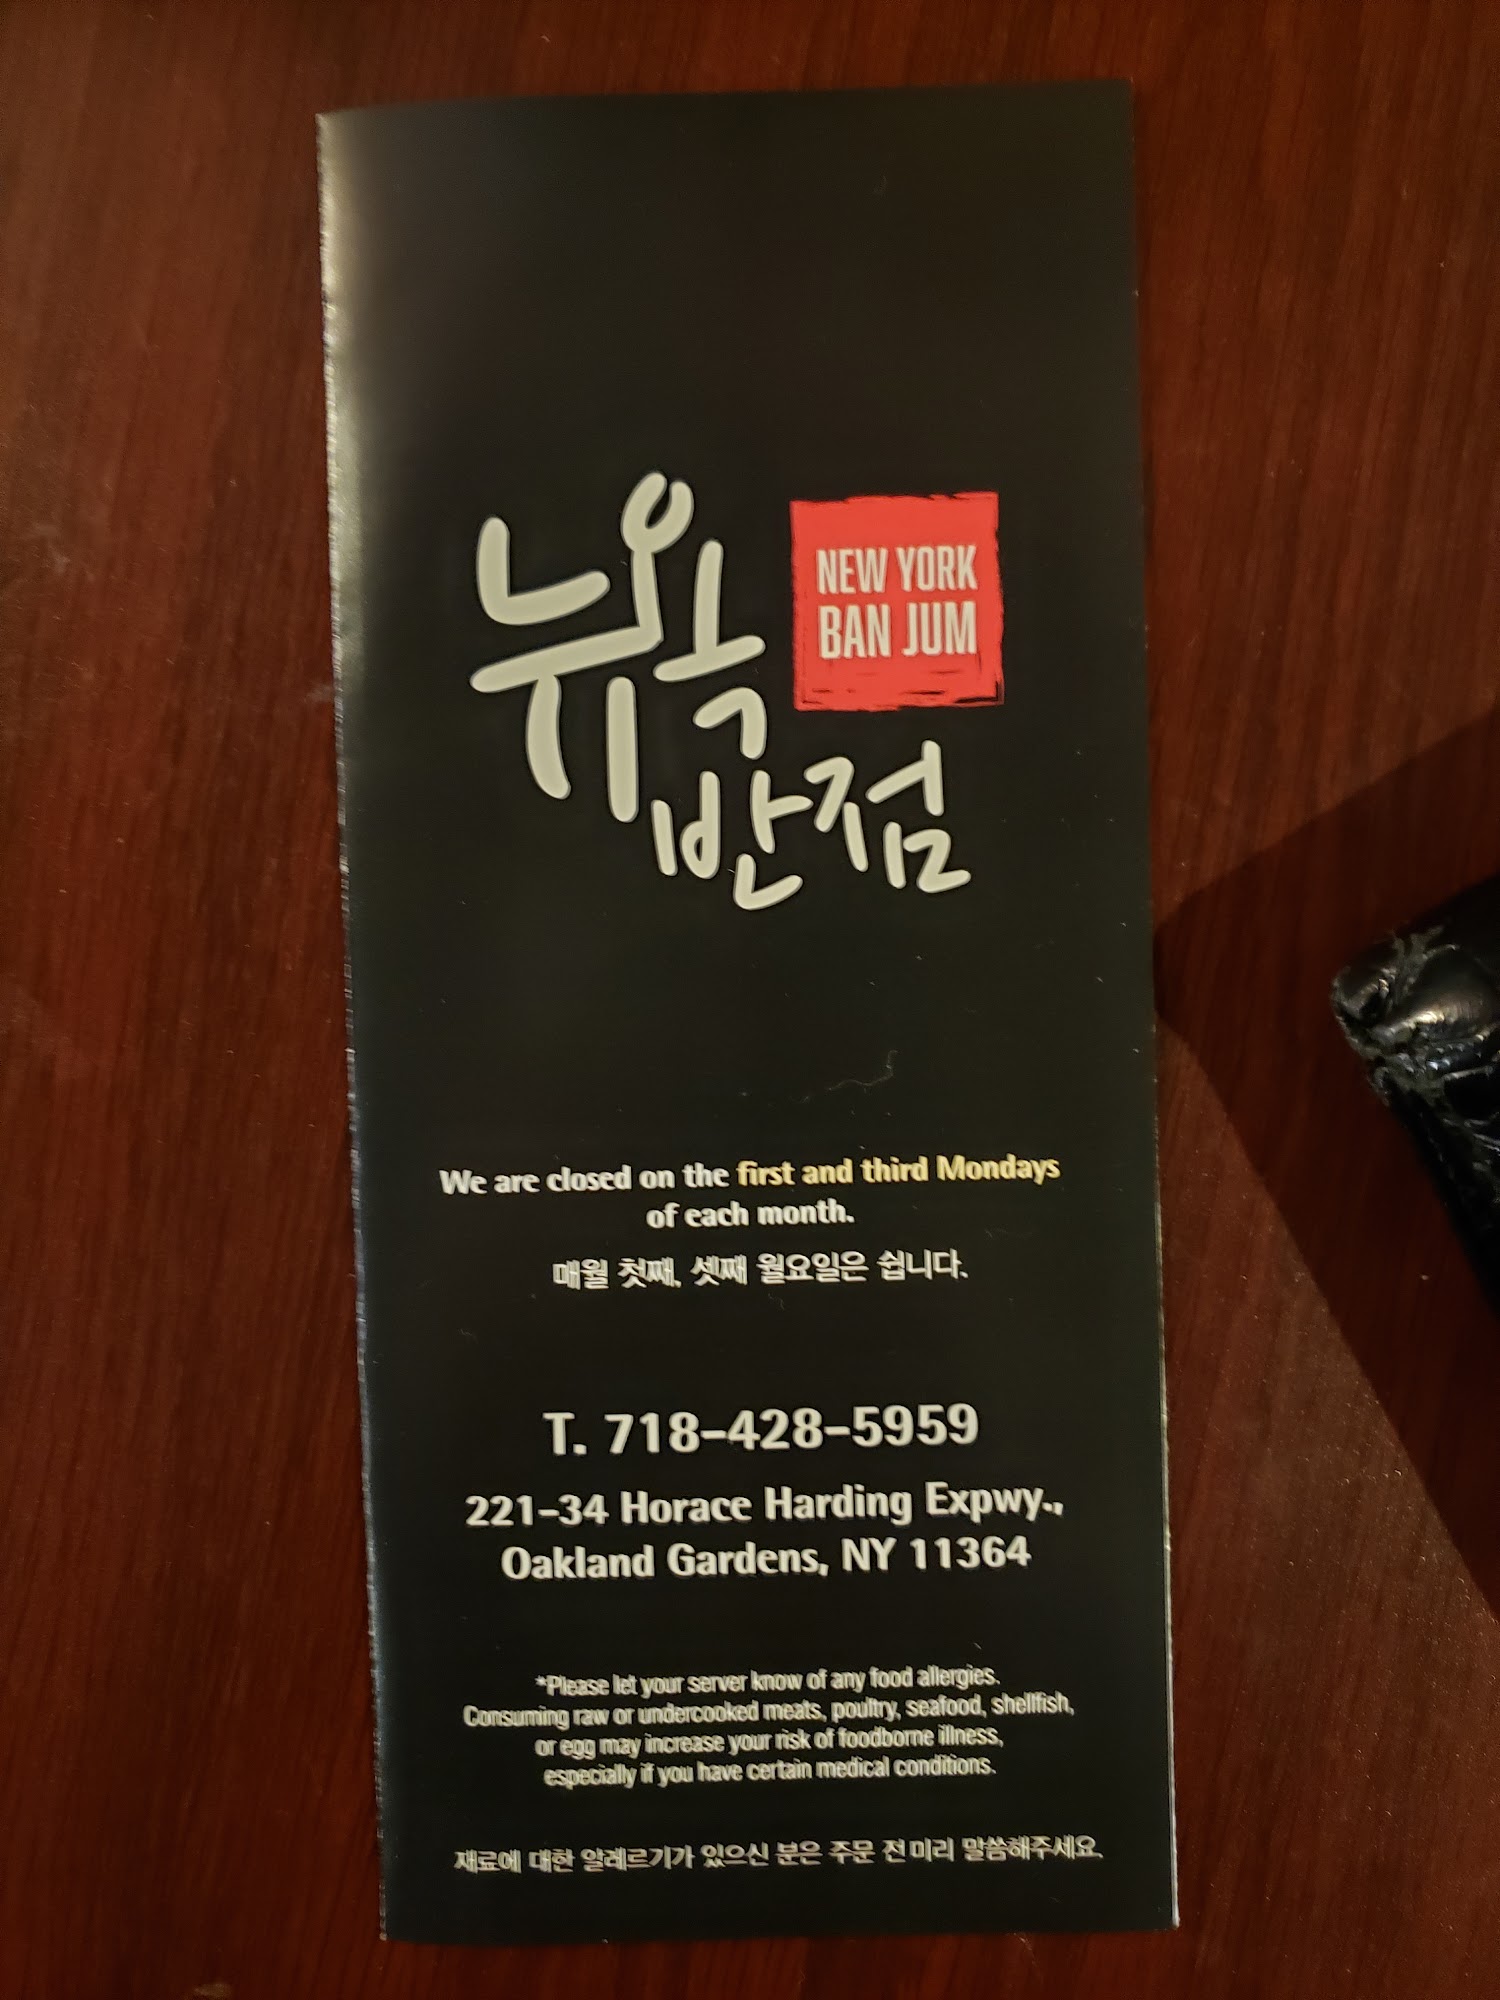 뉴욕
반점
NEW YORK
BAN JUM
We are closed on the first and third Mondays
of each month.
매월 첫째, 셋째 월요일은 쉽니다.
T. 718-428-5959
221-34 Horace Harding Expwy.,
Oakland Gardens, NY 11364
*Please let your server know of any food allergies.
Consuming raw or undercooked meats, poultry, seafood, shellfish,
or egg may increase your risk of foodborne illness,
especially if you have certain medical conditions.
재료에 대한 알레르기가 있으신 분은 주문 전 미리 말씀해주세요.